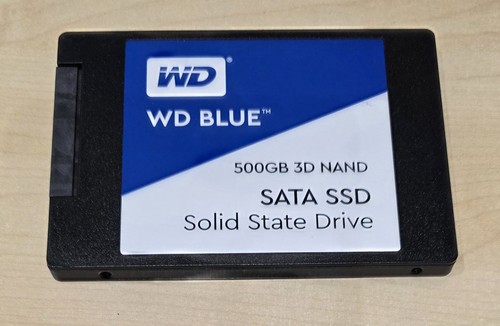 WD®
WD BLUE™
500GB 3D NAND
SATA SSD
Solid State Drive